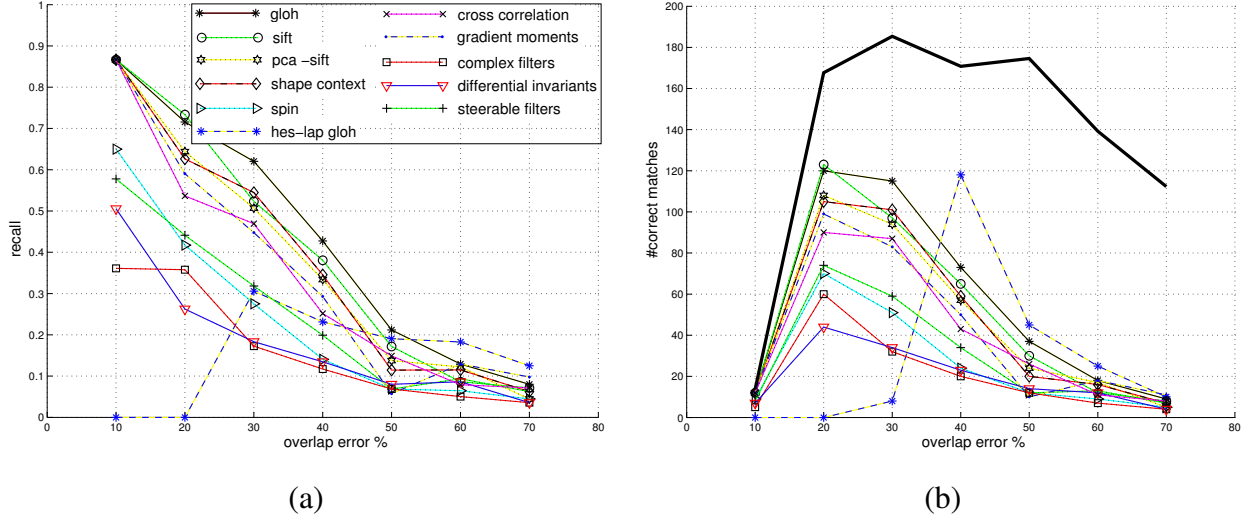 1
0.9
0.8
0.7
0.6
0.5
0.4
0.3
0.2
0.1
0
recall
gloh
sift
pca −sift
shape context
spin
hes−lap gloh
cross correlation
gradient moments
complex filters
differential invariants
steerable filters
0 10 20 30 40 50 60 70 80
overlap error %
(a)
200
180
160
140
120
100
80
60
40
20
0
#correct matches
0 10 20 30 40 50 60 70 80
overlap error %
(b)